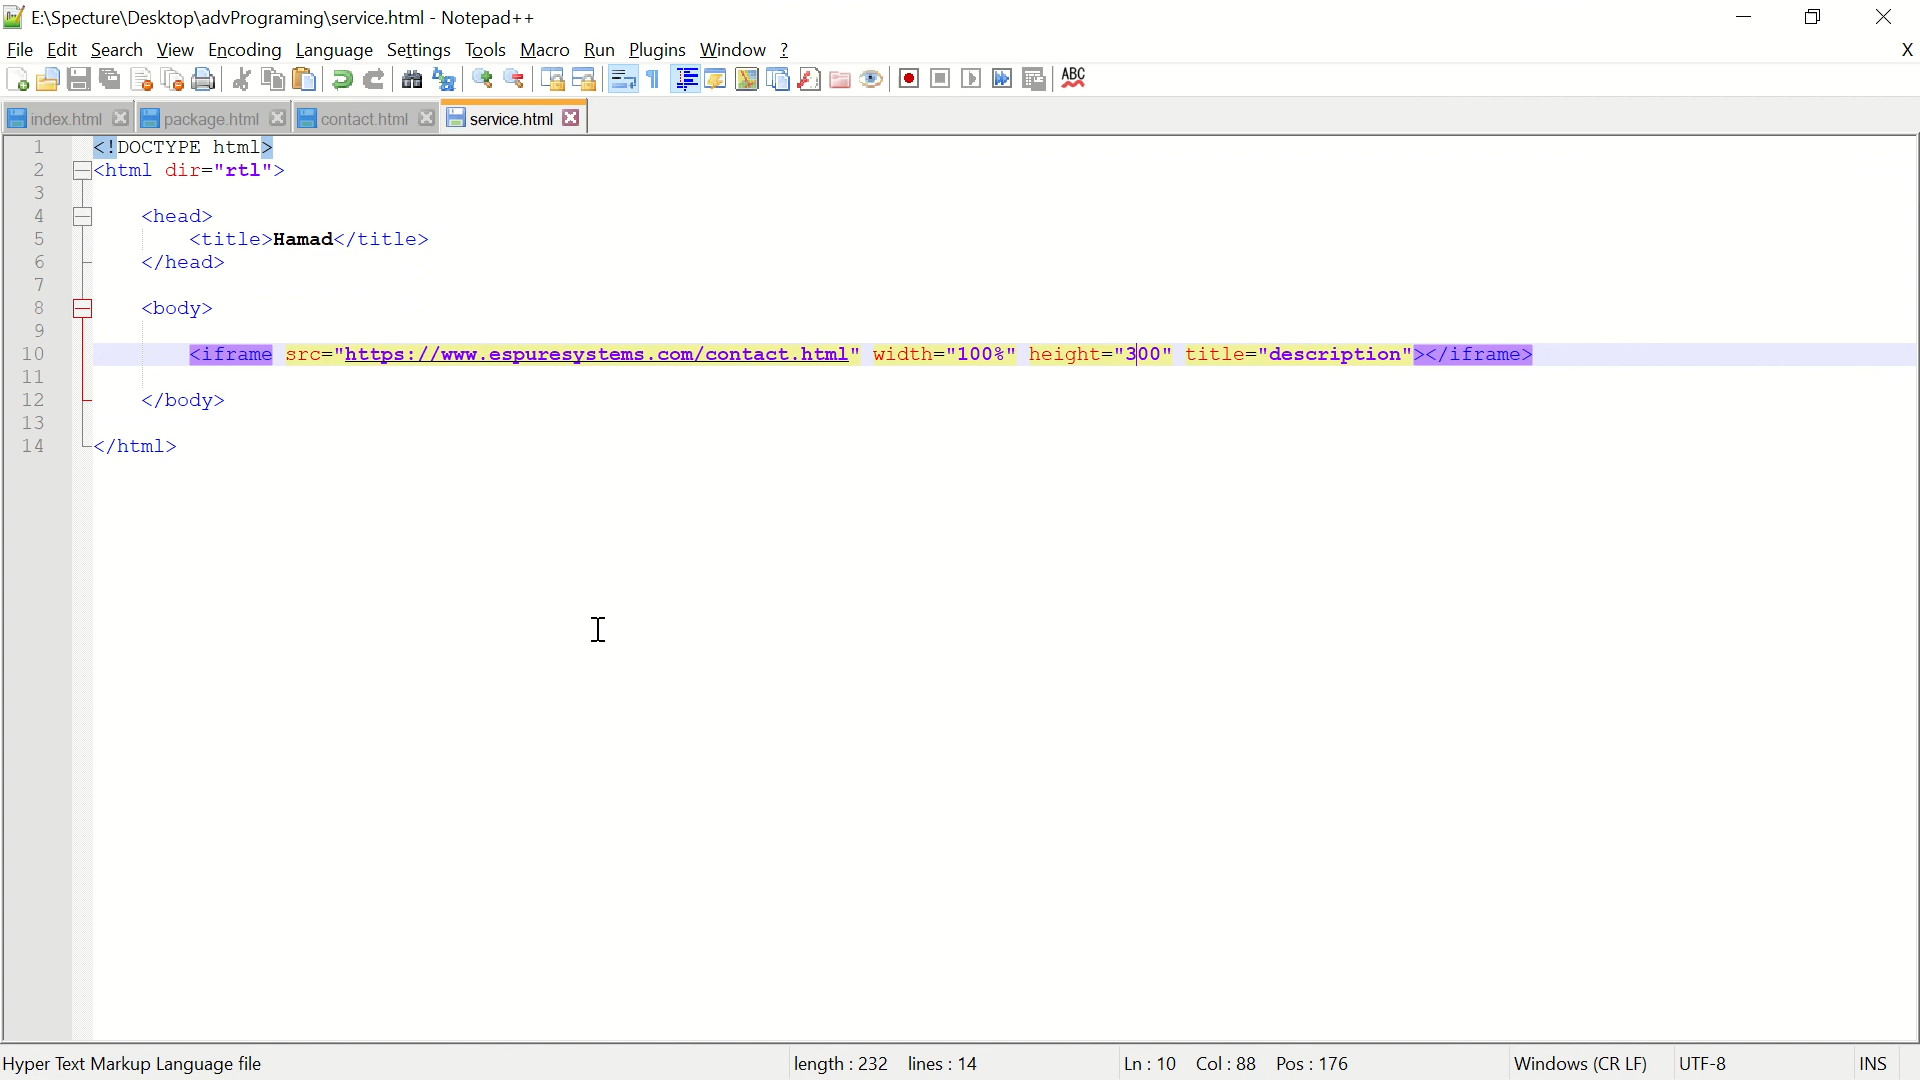 E:\Specture\Desktop\advPrograming\service.html - Notepad++
File Edit Search View Encoding Language Settings Tools Macro Run Plugins Window ? X
ABC
index.html package.html contact.html service.html
1 <!DOCTYPE html>
2 <html dir="rtl">
3
4 <head>
5 <title>Hamad</title>
6 </head>
7
8 <body>
9
10 <iframe src="https://www.espuresystems.com/contact.html" width="100%" height="300" title="description"></iframe>
11
12 </body>
13
14 </html>
Hyper Text Markup Language file length : 232 lines : 14 Ln : 10 Col : 88 Pos : 176 Windows (CR LF) UTF-8 INS